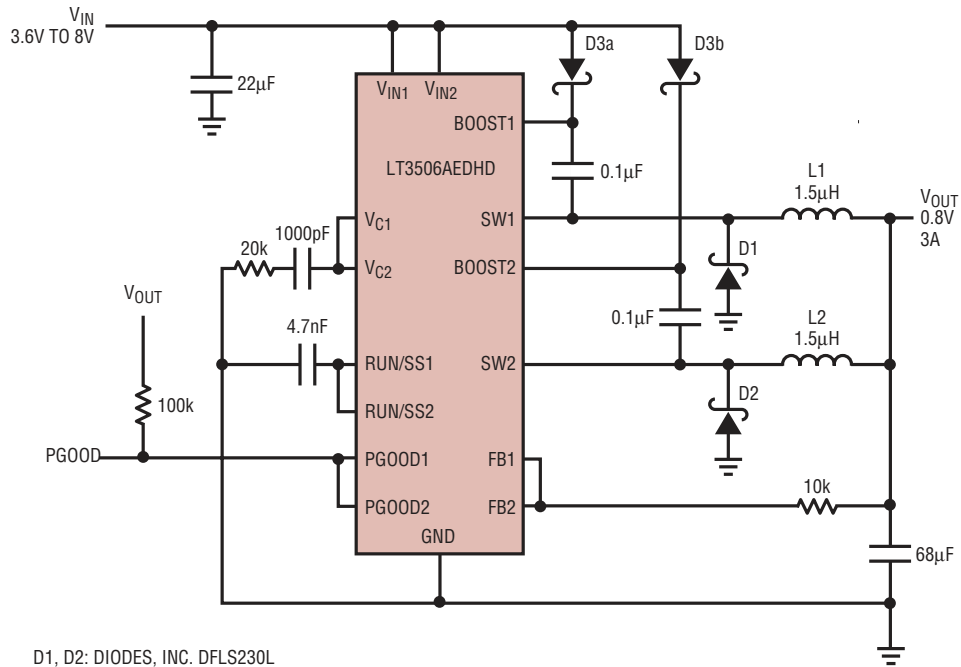 VIN
3.6V TO 8V
22µF
VIN1 VIN2
D3a
D3b
BOOST1
LT3506AEDHD
0.1µF
L1
1.5µH
VOUT
0.8V
3A
VC1
SW1
1000pF
20k
VC2
BOOST2
D1
VOUT
4.7nF
0.1µF
L2
1.5µH
RUN/SS1
SW2
100k
RUN/SS2
D2
PGOOD
PGOOD1
FB1
10k
PGOOD2
FB2
GND
68µF
D1, D2: DIODES, INC. DFLS230L